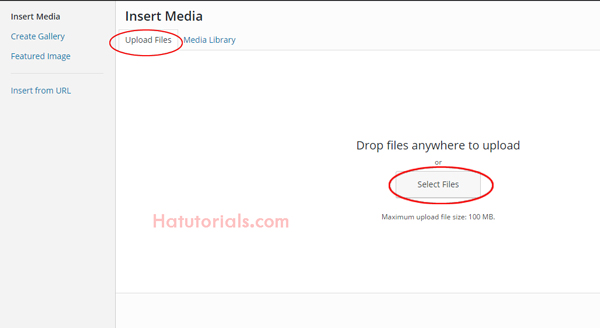 Insert Media
Create Gallery
Featured Image
Insert from URL
Insert Media
Upload Files Media Library
Drop files anywhere to upload
or
Select Files
Maximum upload file size: 100 MB.
Hatutorials.com